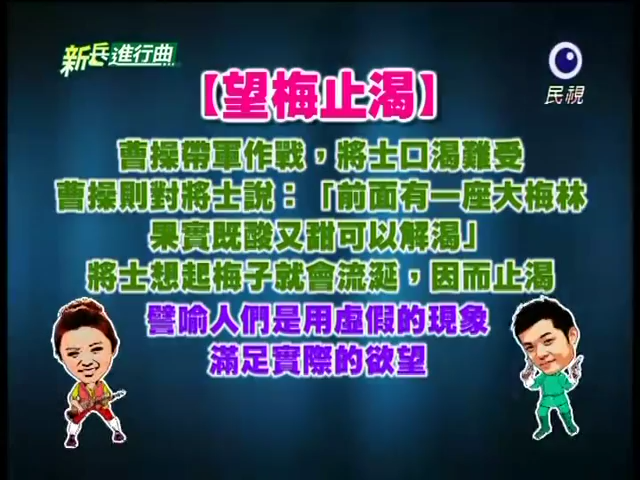 新兵進行曲
民視
【望梅止渴】
曹操帶軍作戰，將士口渴難受
曹操則對將士說：「前面有一座大梅林
果實既酸又甜可以解渴」
將士想起梅子就會流涎，因而止渴
譬喻人們是用虛假的現象
滿足實際的欲望